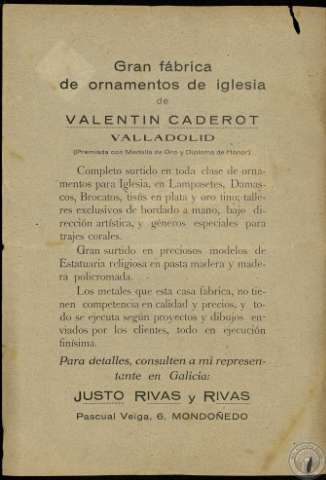 Gran fábrica
de ornamentos de iglesia
de
VALENTIN CADEROT
VALLADOLID
(Premiada con Medalla de Oro y Diploma de Honor)
Completo surtido en toda clase de orna-
mentos para Iglesia, en Lampasetes, Damas-
cos, Brocatos, tisús en plata y oro fino; talle-
res exclusivos de bordado a mano, bajo di-
rección artística, y géneros especiales para
trajes corales.
Gran surtido en preciosos modelos de
Estatuaria religiosa en pasta madera y made-
ra policromada.
Los metales que esta casa fabrica, no tie-
nen competencia en calidad y precios, y to-
do se ejecuta según proyectos y dibujos en-
viados por los clientes, todo en ejecución
finísima.
Para detalles, consulten a mi represen-
tante en Galicia:
JUSTO RIVAS y RIVAS
Pascual Veiga, 6. MONDOÑEDO